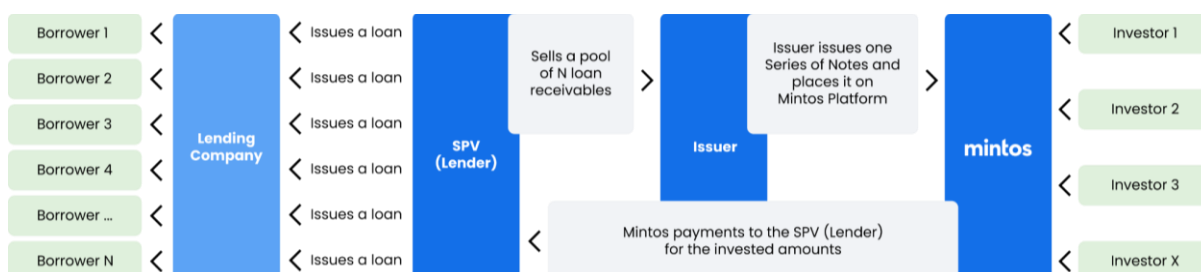 Borrower 1
Borrower 2
Borrower 3
Borrower 4
Borrower ...
Borrower N
Lending
Company
Issues a loan
Issues a loan
Issues a loan
Issues a loan
Issues a loan
Issues a loan
SPV
(Lender)
Sells a pool
of N loan
receivables
Issuer
Issuer issues one
Series of Notes and
places it on
Mintos Platform
Mintos payments to the SPV (Lender)
for the invested amounts
mintos
Investor 1
Investor 2
Investor 3
Investor X